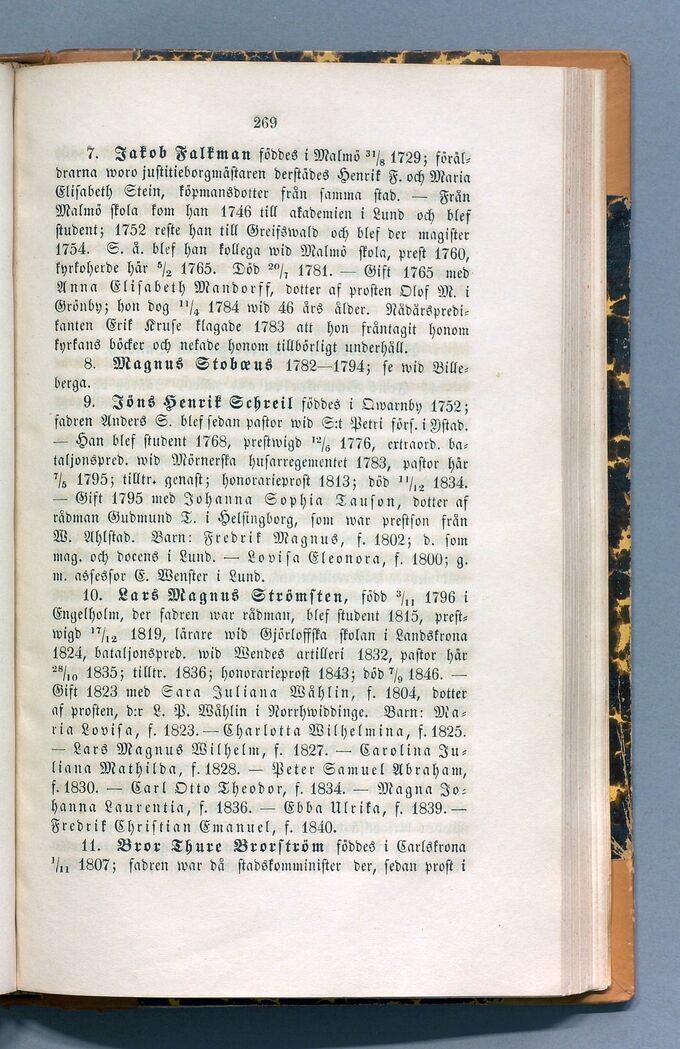 269
7. Jakob Falkman föddes i Malmö 31/8 1729; föräl-
drarna woro justitieborgmästaren derstädes Henrik F. och Maria
Elisabeth Stein, köpmansdotter från samma stad. — Från
Malmö skola kom han 1746 till akademien i Lund och blef
student; 1752 reste han till Greifswald och blef der magister
1754. S. å. blef han kollega wid Malmö skola, prest 1760,
kyrkoherde här 5/2 1765. Död 20/7 1781. — Gift 1765 med
Anna Elisabeth Mandorff, dotter af prosten Olof M. i
Grönby; hon dog 11/4 1784 wid 46 års ålder. Nådårspredi-
kanten Erik Kruse klagade 1783 att hon fråntagit honom
kyrkans böcker och nekade honom tillbörligt underhåll.
8. Magnus Stobæus 1782—1794; se wid Bille-
berga.
9. Jöns Henrik Schreil föddes i Qwarnby 1752;
fadren Anders S. blef sedan pastor wid S:t Petri förs. i Ystad.
— Han blef student 1768, prestwigd 12/6 1776, extraord. ba-
taljonspred. wid Mörnerska husarregementet 1783, pastor här
7/5 1795; tilltr. genast; honorarieprost 1813; död 11/12 1834.
— Gift 1795 med Johanna Sophia Tauson, dotter af
rådman Gudmund T. i Helsingborg, som war prestson från
W. Ahlstad. Barn: Fredrik Magnus, f. 1802; d. som
mag. och docens i Lund. — Lovisa Eleonora, f. 1800; g.
m. assessor C. Wenster i Lund.
10. Lars Magnus Strömsten, född 3/11 1796 i
Engelholm, der fadren war rådman, blef student 1815, prest-
wigd 17/12 1819, lärare wid Gjörloffska skolan i Landskrona
1824, bataljonspred. wid Wendes artilleri 1832, pastor här
28/10 1835; tilltr. 1836; honorarieprost 1843; död 7/9 1846. —
Gift 1823 med Sara Juliana Wåhlin, f. 1804, dotter
af prosten, d:r L. P. Wåhlin i Norrhwiddinge. Barn: Ma-
ria Lovisa, f. 1823. — Charlotta Wilhelmina, f. 1825.
— Lars Magnus Wilhelm, f. 1827. — Carolina Ju-
liana Mathilda, f. 1828. — Peter Samuel Abraham,
f. 1830. — Carl Otto Theodor, f. 1834. — Magna Jo-
hanna Laurentia, f. 1836. — Ebba Ulrika, f. 1839. —
Fredrik Christian Emanuel, f. 1840.
11. Bror Thure Brorström föddes i Carlskrona
1/11 1807; fadren war då stadskomminister der, sedan prost i